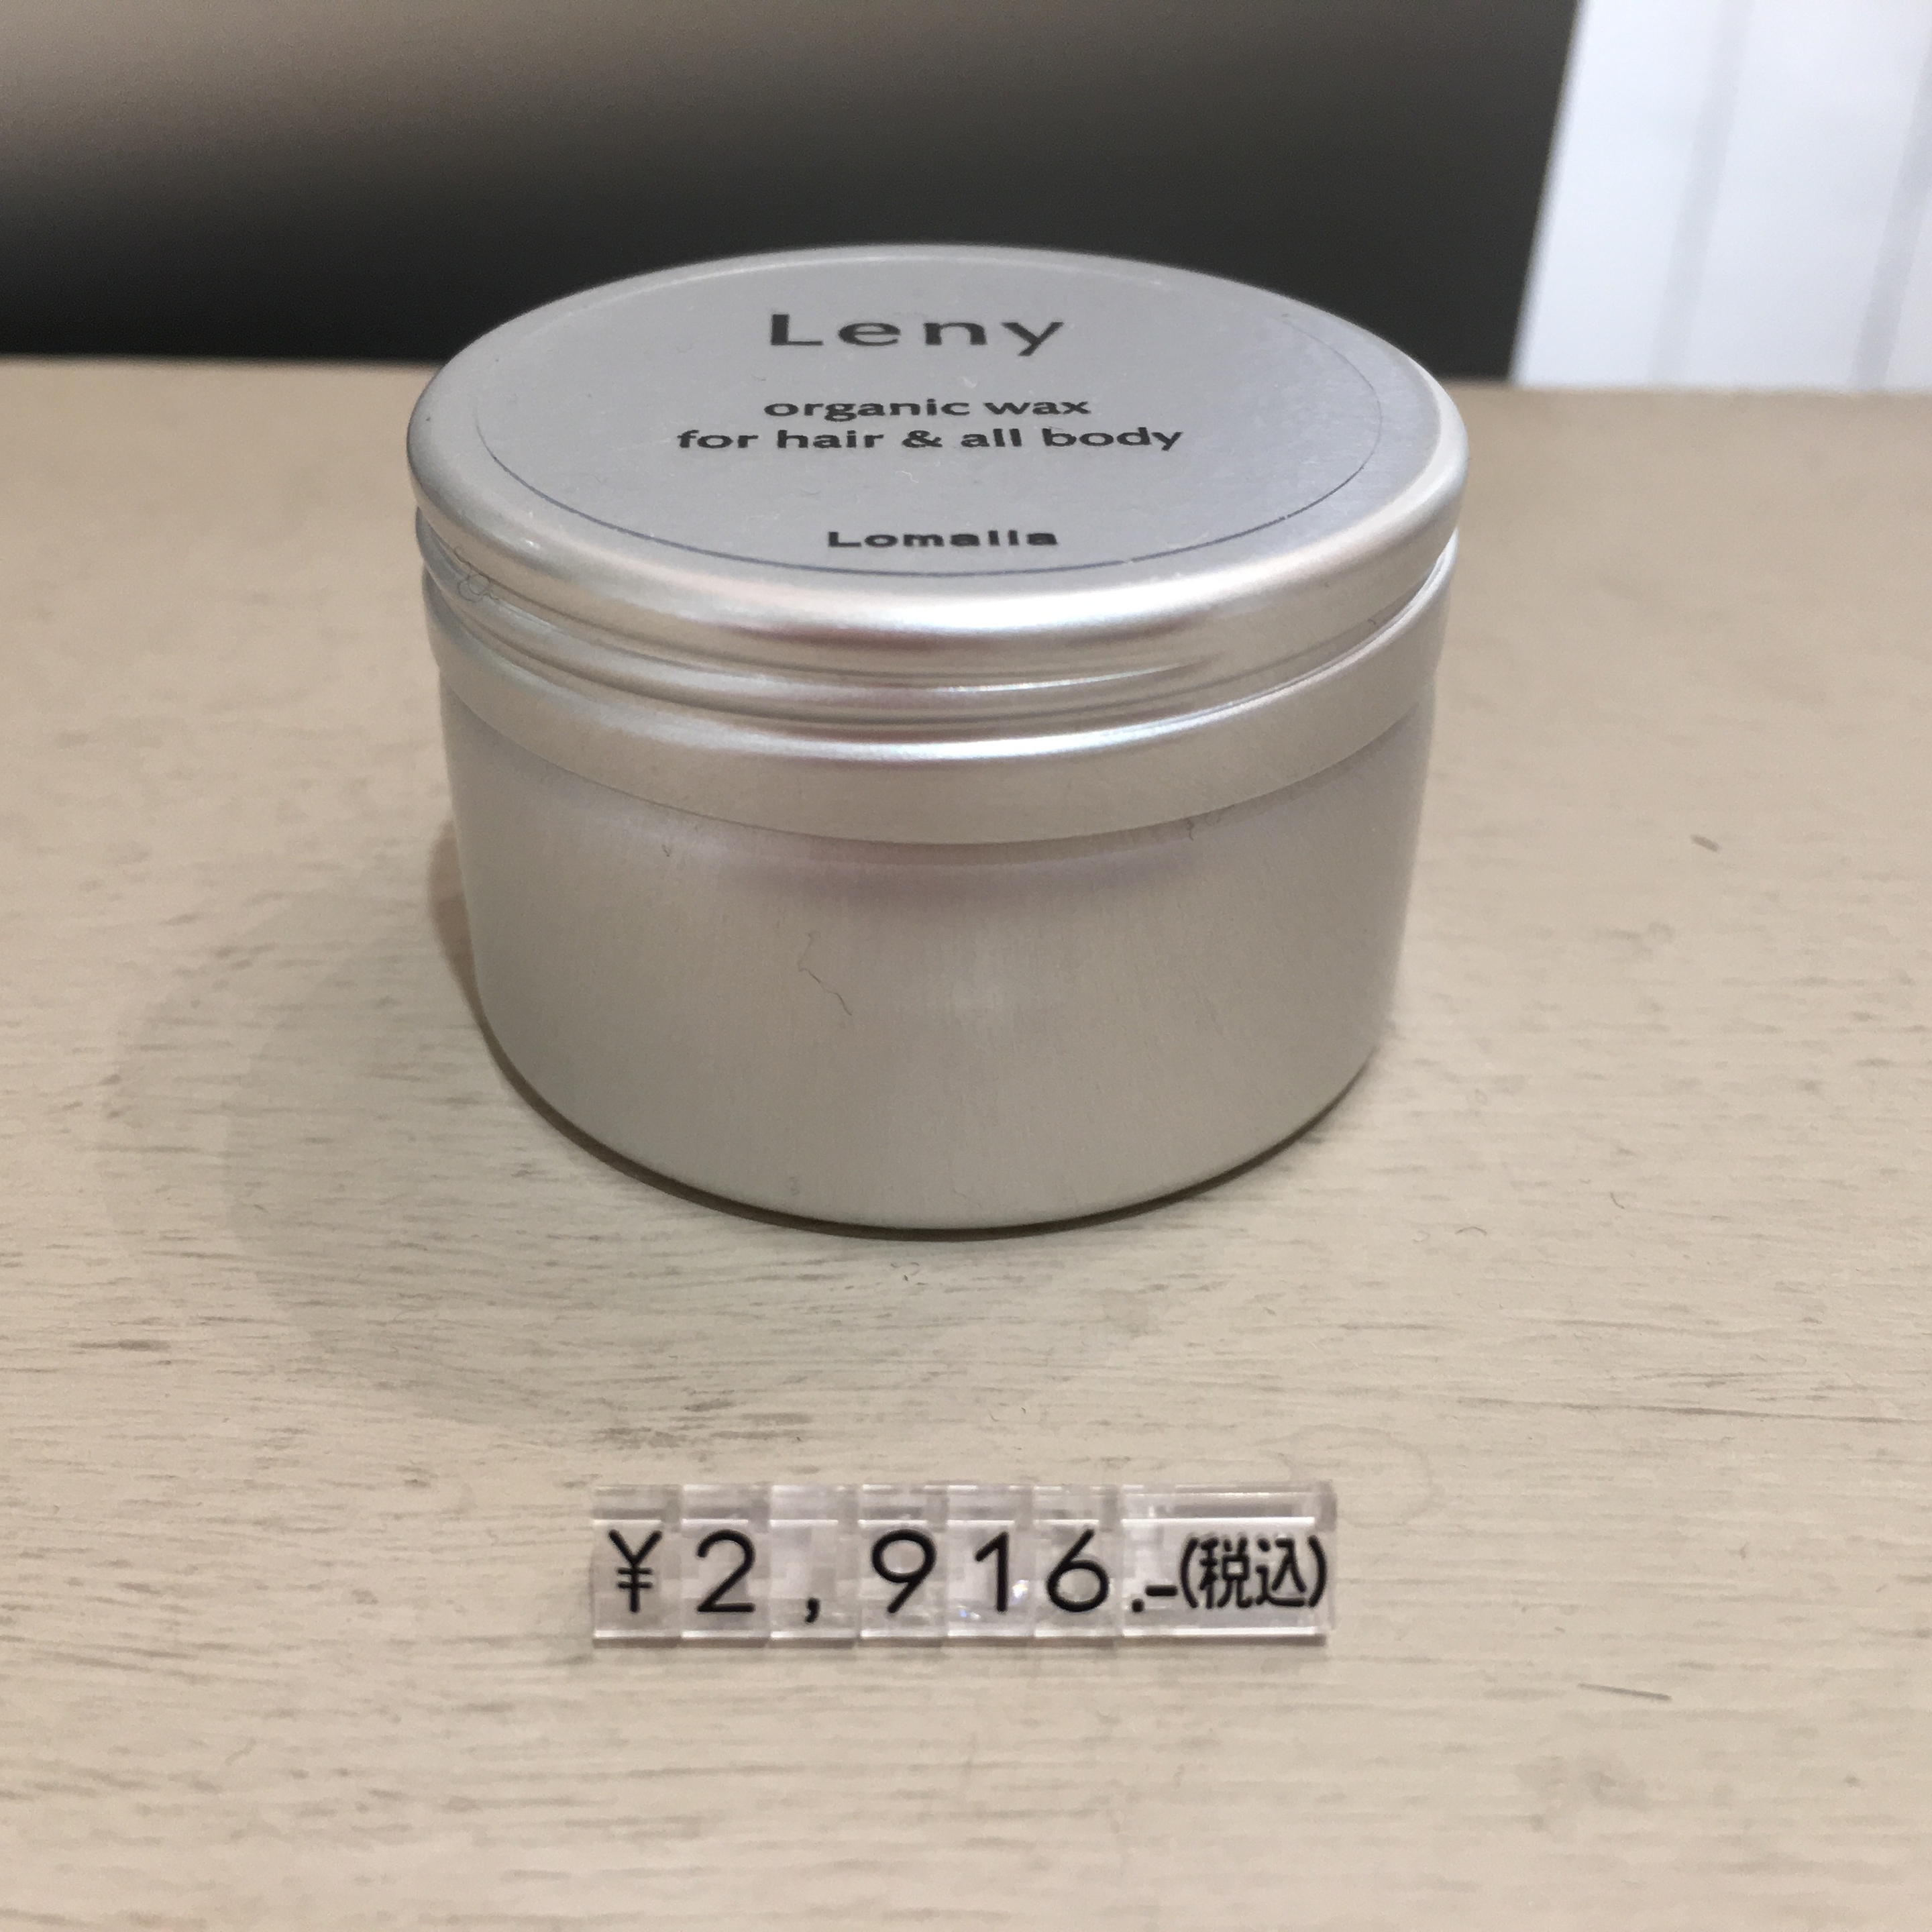 Leny
organic wax
for hair & all body
Lomalia
¥2,916.-(税込)